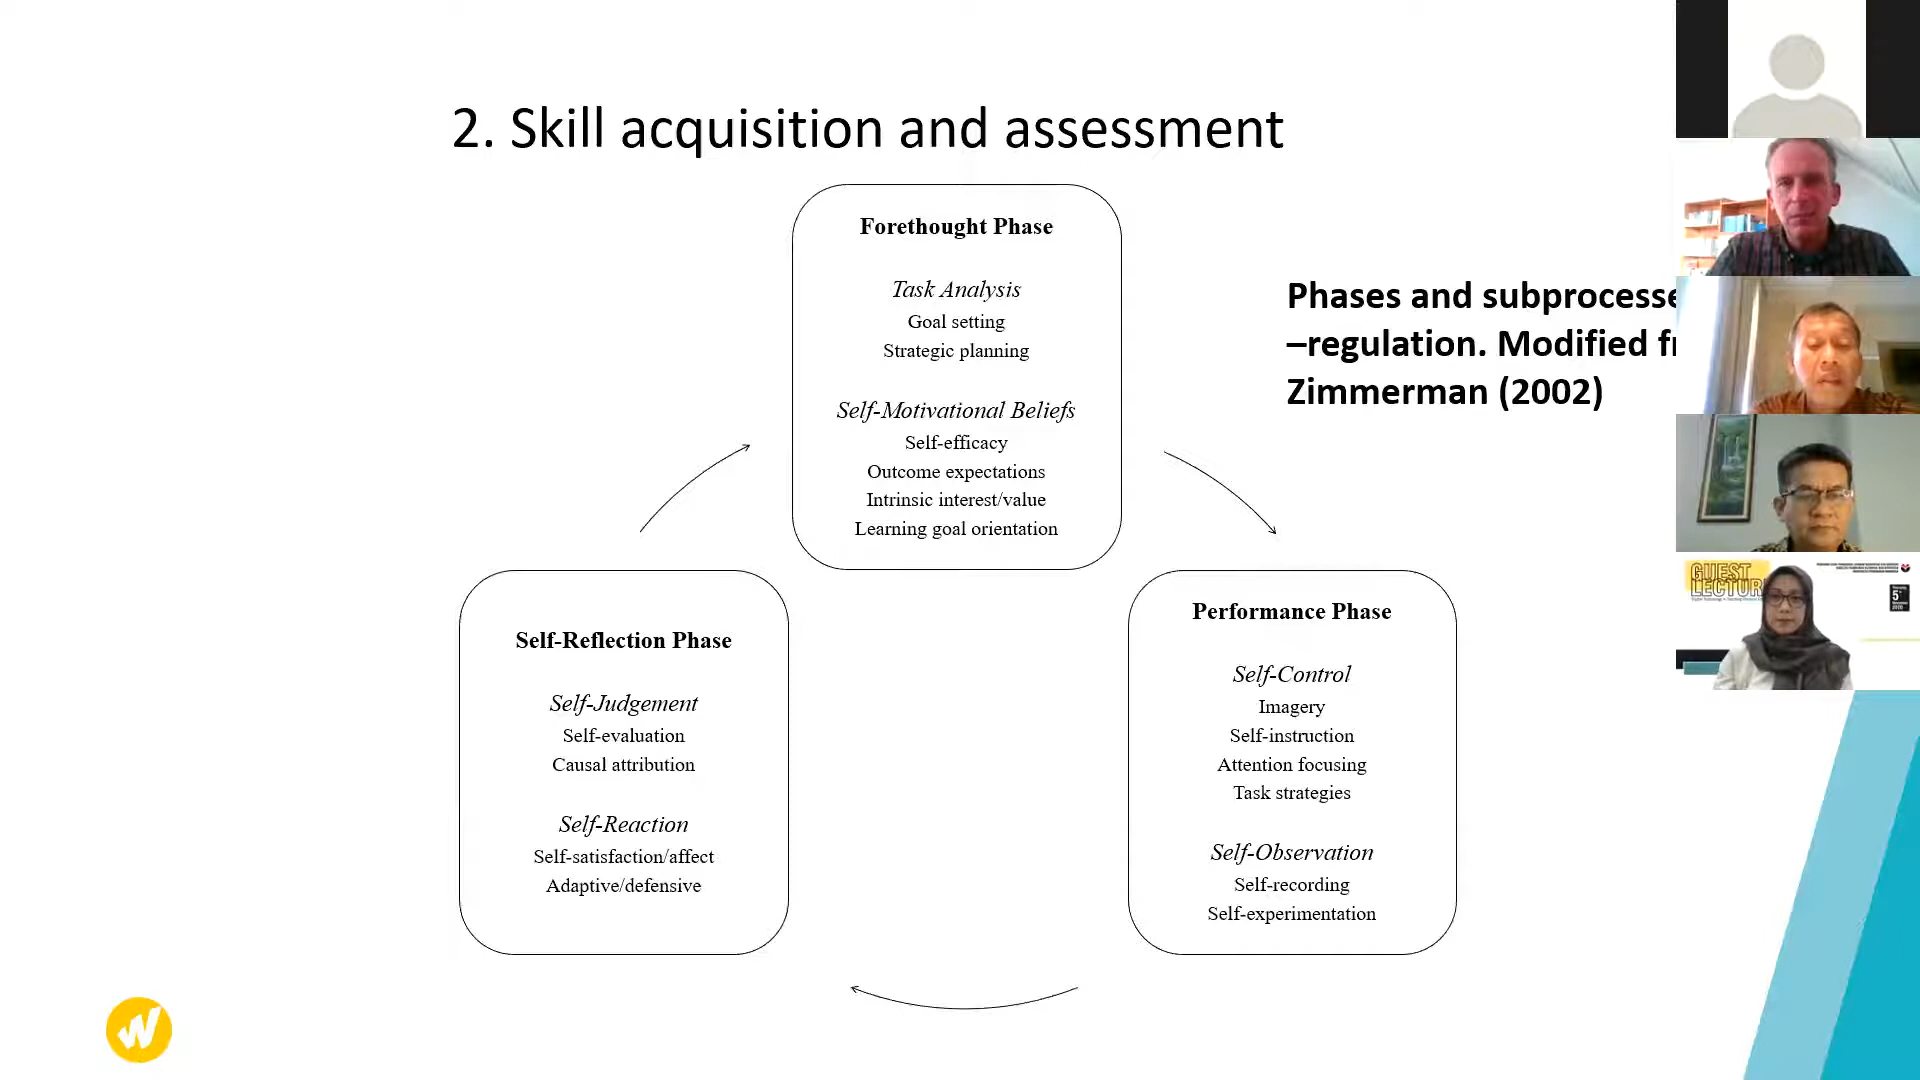 2. Skill acquisition and assessment
Forethought Phase
Task Analysis
Goal setting
Strategic planning
Self-Motivational Beliefs
Self-efficacy
Outcome expectations
Intrinsic interest/value
Learning goal orientation
Phases and subprocesse
–regulation. Modified fr
Zimmerman (2002)
Self-Reflection Phase
Self-Judgement
Self-evaluation
Causal attribution
Self-Reaction
Self-satisfaction/affect
Adaptive/defensive
Performance Phase
Self-Control
Imagery
Self-instruction
Attention focusing
Task strategies
Self-Observation
Self-recording
Self-experimentation
GUEST
LECTUR
5
2020
W